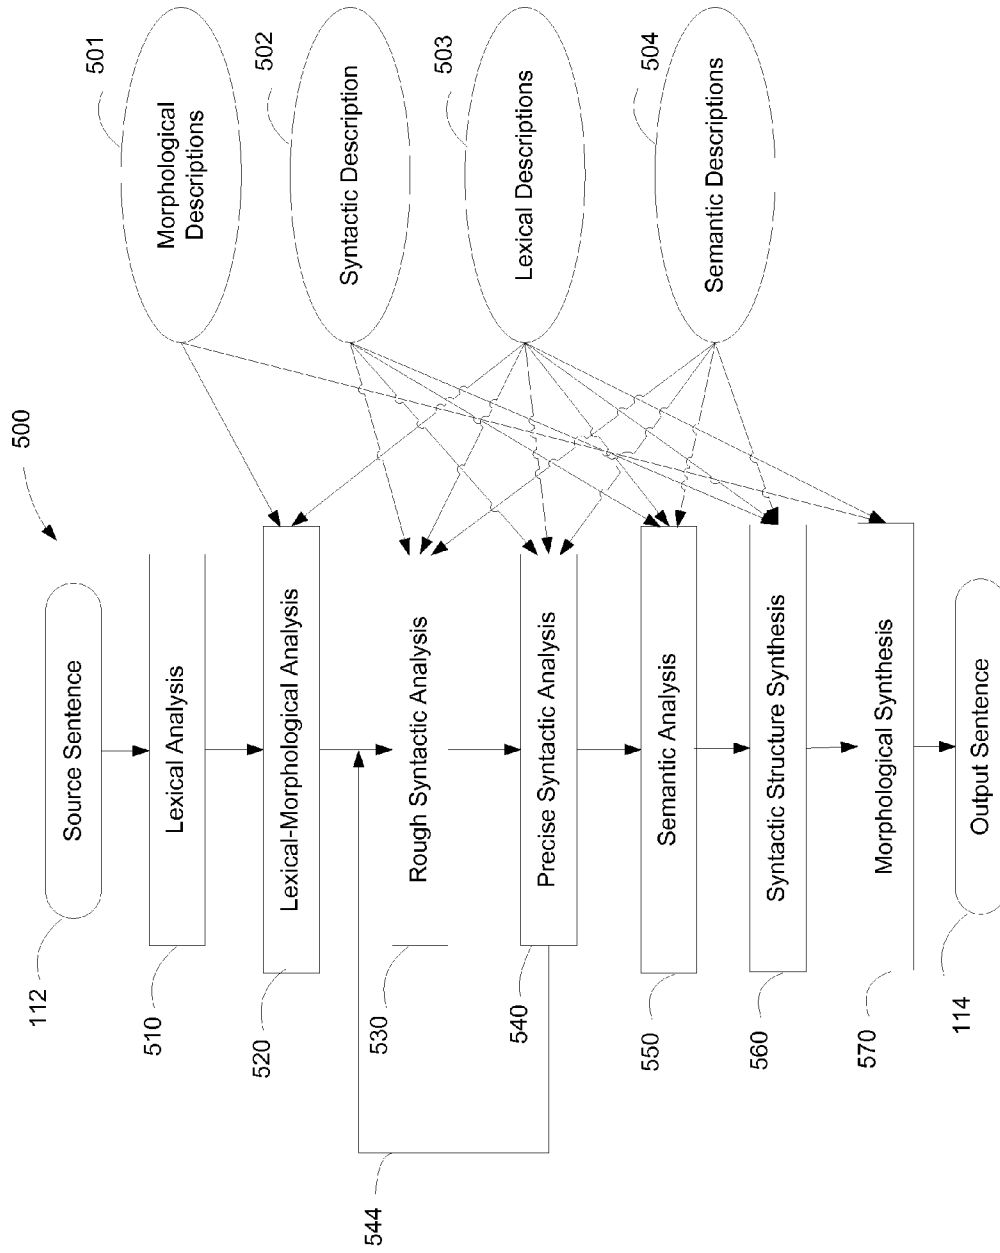 500
112
Source Sentence
510
Lexical Analysis
520
Lexical-Morphological Analysis
530
Rough Syntactic Analysis
540
Precise Syntactic Analysis
544
550
Semantic Analysis
560
Syntactic Structure Synthesis
570
Morphological Synthesis
114
Output Sentence
501
Morphological
Descriptions
502
Syntactic Description
503
Lexical Descriptions
504
Semantic Descriptions